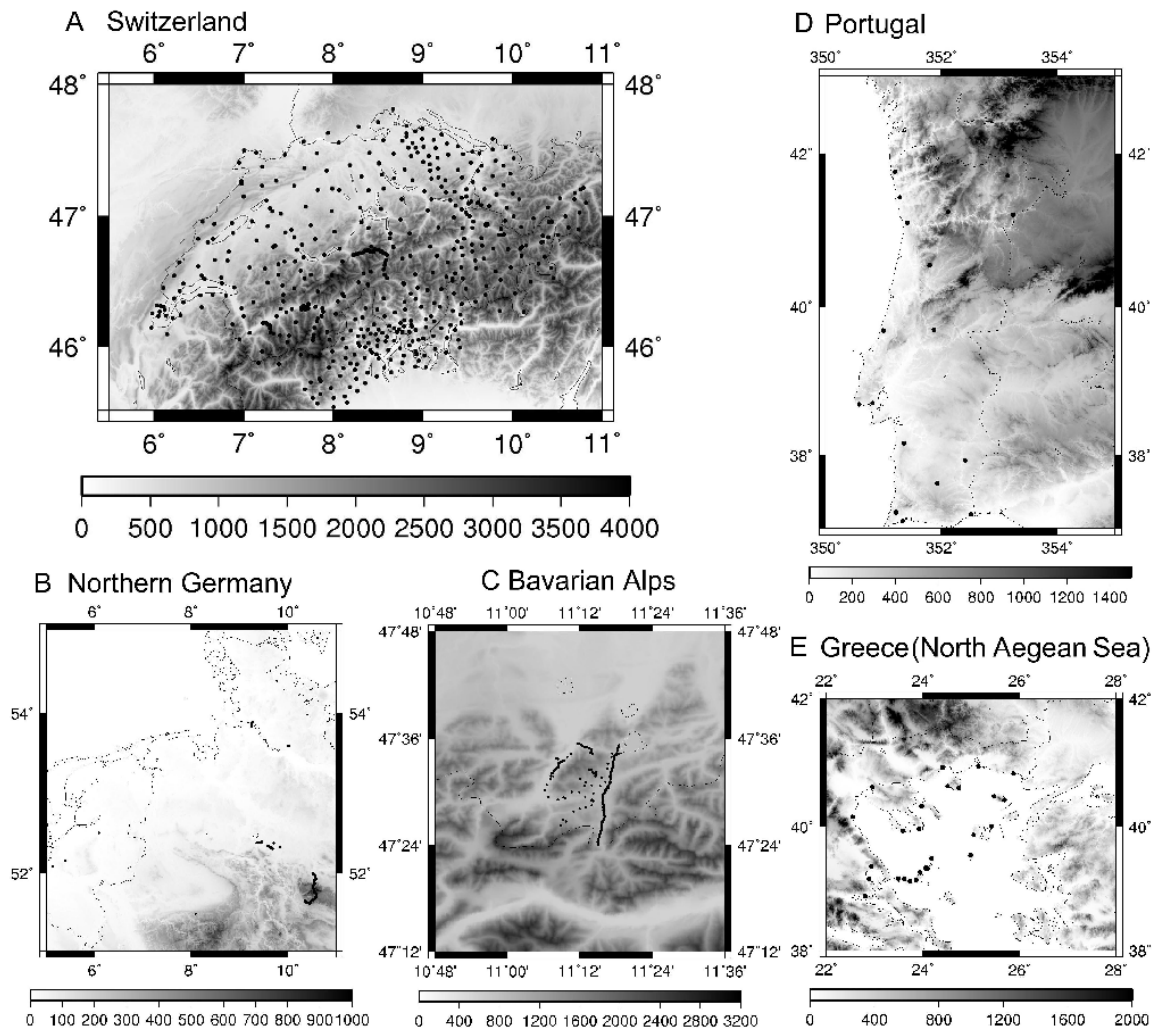 A Switzerland
6° 7° 8° 9° 10° 11°
48° 48°
47° 47°
46° 46°
6° 7° 8° 9° 10° 11°
0 500 1000 1500 2000 2500 3000 3500 4000
B Northern Germany
6° 8° 10°
54° 54°
52° 52°
6° 8° 10°
0 100 200 300 400 500 600 700 800 900 1000
C Bavarian Alps
10°48' 11°00' 11°12' 11°24' 11°36'
47°48' 47°48'
47°36' 47°36'
47°24' 47°24'
47°12' 47°12'
10°48' 11°00' 11°12' 11°24' 11°36'
0 400 800 1200 1600 2000 2400 2800 3200
D Portugal
350° 352° 354°
42° 42°
40° 40°
38° 38°
350° 352° 354°
0 200 400 600 800 1000 1200 1400
E Greece (North Aegean Sea)
22° 24° 26° 28°
42° 42°
40° 40°
38° 38°
22° 24° 26° 28°
0 400 800 1200 1600 2000